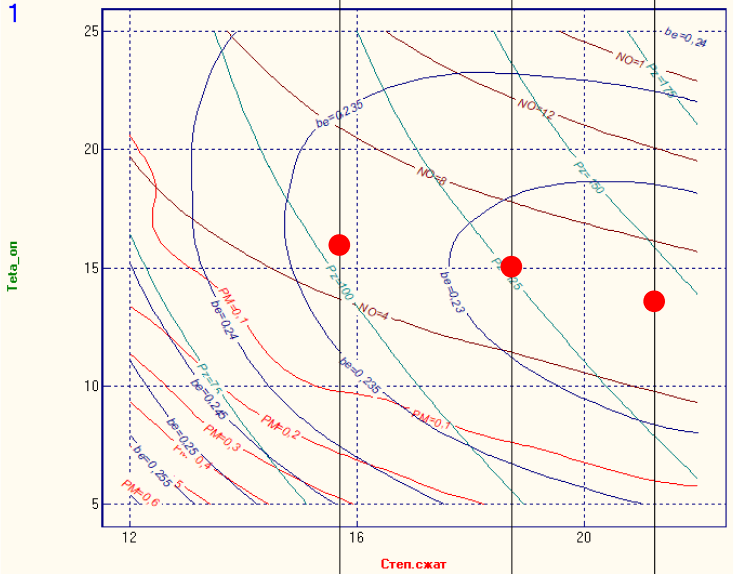 1
25
be=0,24
NO=1
Pz=175
be=0,235
NO=12
20
NO=8
Pz=150
Teta_on
15
Pz=100
be=0,23
PM=0,1
NO=4
be=0,24
be=0,235
Pz=75
10
be=0,245
PM=0,1
PM=0,2
PM=0,3
be=0,25
0,4
be=0,255
5
PM=0,6
5
12
16
20
Степ.сжат